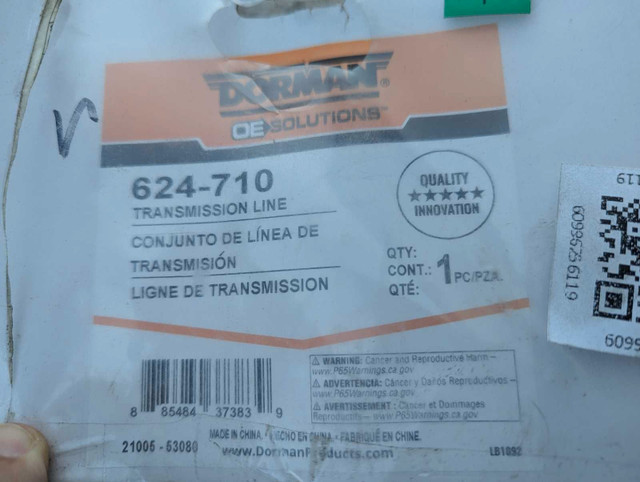 DORMAN®
OE SOLUTIONS™
624-710
TRANSMISSION LINE
CONJUNTO DE LÍNEA DE
TRANSMISIÓN
LIGNE DE TRANSMISSION
QUALITY
INNOVATION
QTY:
CONT.:
QTÉ:
1 PC/PZA.
8 85484 37383 9
WARNING: Cancer and Reproductive Harm –
www.P65Warnings.ca.gov
ADVERTENCIA: Cáncer y Daños Reproductivos –
www.P65Warnings.ca.gov
AVERTISSEMENT: Cancer et Dommages
Reproductifs – www.P65Warnings.ca.gov
MADE IN CHINA. HECHO EN CHINA. FABRIQUÉ EN CHINE.
21006 - 53080
www.DormanProducts.com
LB1092